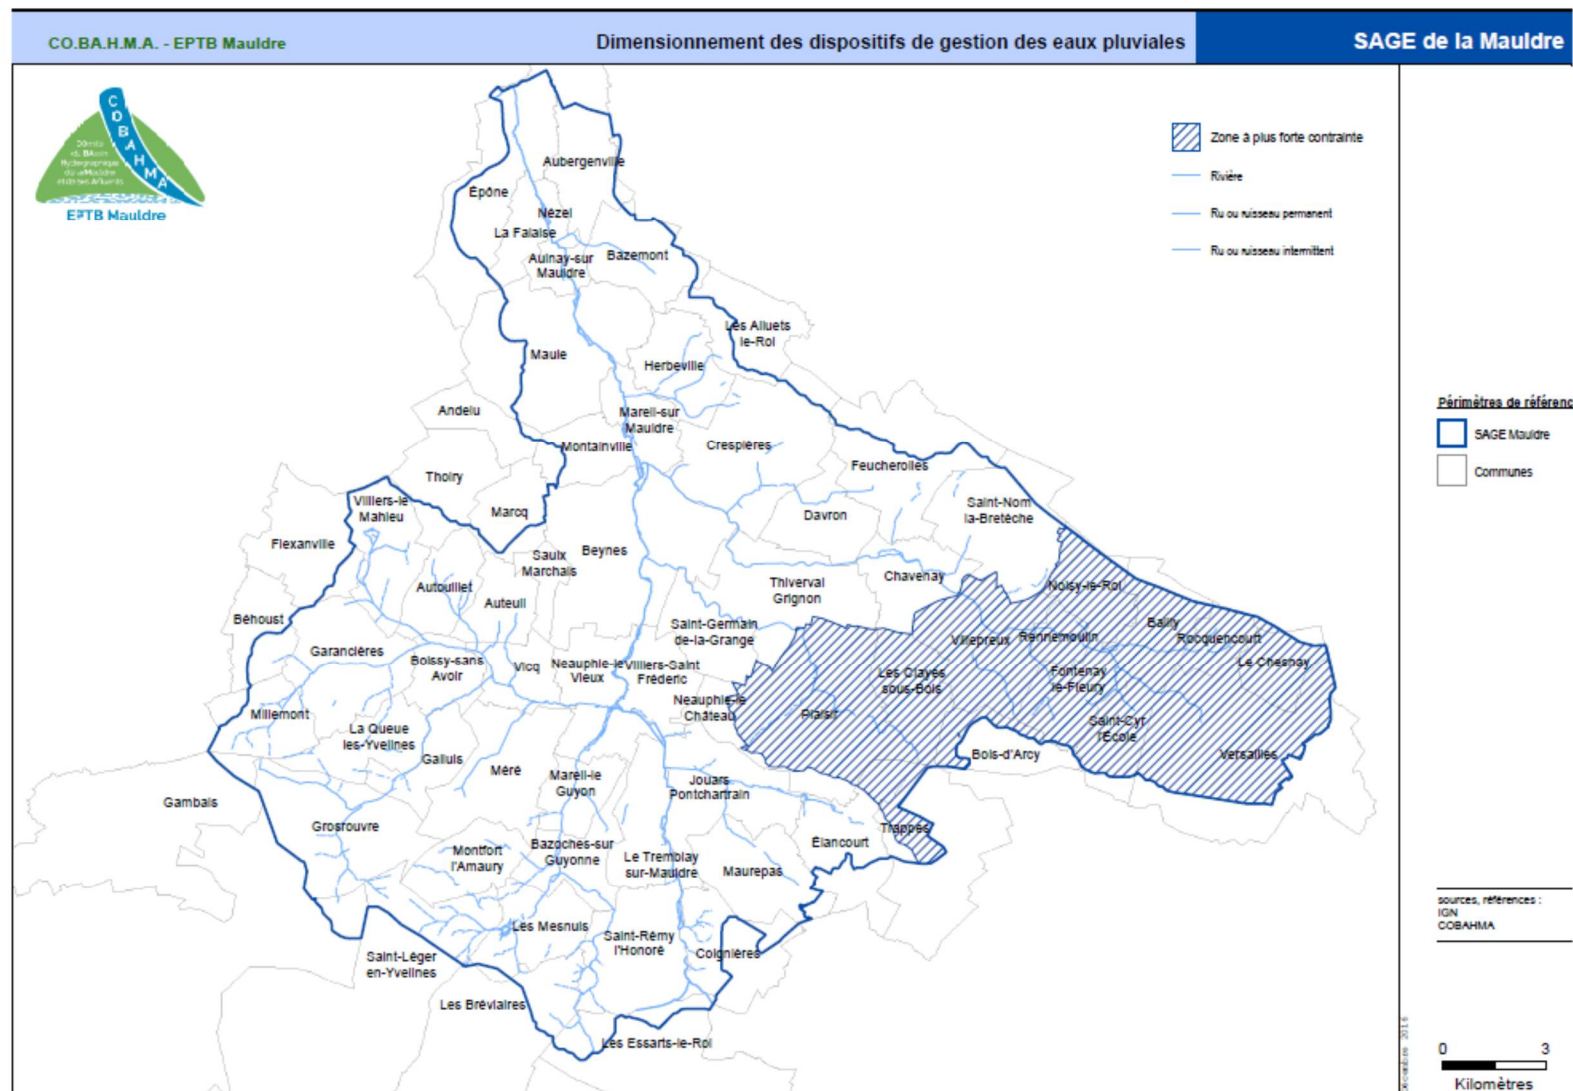 CO.BA.H.M.A. - EPTB Mauldre
Dimensionnement des dispositifs de gestion des eaux pluviales
SAGE de la Mauldre
COBAHMA
EPTB Mauldre
Zone à plus forte contrainte
Rivière
Ru ou ruisseau permanent
Ru ou ruisseau intermittent
Aubergenville
Épône
Nézel
La Falaise
Aulnay-sur
Mauldre
Bazemont
Les Alluets
le-Roi
Maule
Herbeville
Andelu
Mareil-sur
Mauldre
Montainville
Crespières
Feucherolles
Thoiry
Villiers-le
Mahieu
Marcq
Davron
Saint-Nom
la-Bretêche
Flexanville
Saulx
Marchais
Beynes
Autouillet
Auteuil
Thiverval
Grignon
Chavenay
Noisy-le-Roi
Béhoust
Saint-Germain
de-la-Grange
Bailly
Villepreux
Rennemoulin
Rocquencourt
Garancières
Boissy-sans
Avoir
Vicq
Neauphle-le
Vieux
Villiers-Saint
Fréderic
Les Clayes
sous-Bois
Fontenay
le-Fleury
Le Chesnay
Neauphle-le
Château
Plaisir
Millemont
La Queue
les-Yvelines
Galluis
Méré
Mareil-le
Guyon
Jouars
Pontchartrain
Bois-d'Arcy
Saint-Cyr
l'École
Versailles
Gambais
Grosrouvre
Montfort
l'Amaury
Bazoches-sur
Guyonne
Le Tremblay
sur-Mauldre
Maurepas
Élancourt
Trappes
Les Mesnuls
Saint-Rémy
l'Honoré
Coignières
Saint-Léger
en-Yvelines
Les Bréviaires
Les Essarts-le-Roi
Périmètres de référenc
SAGE Mauldre
Communes
sources, références :
IGN
COBAHMA
0 3
Kilomètres